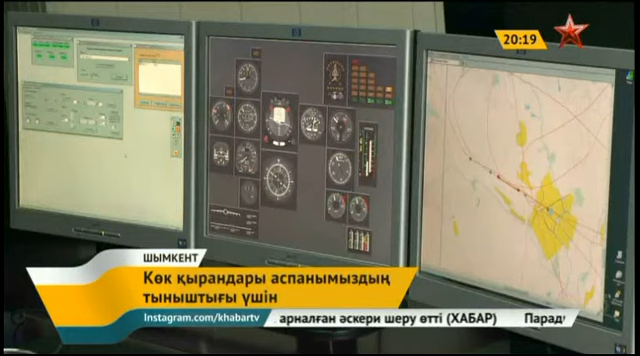 20:19
ШЫМКЕНТ
Көк қырандары аспанымыздың
тыныштығы үшін
Instagram.com/khabartv
арналған әскери шеру өтті (ХАБАР) Парад